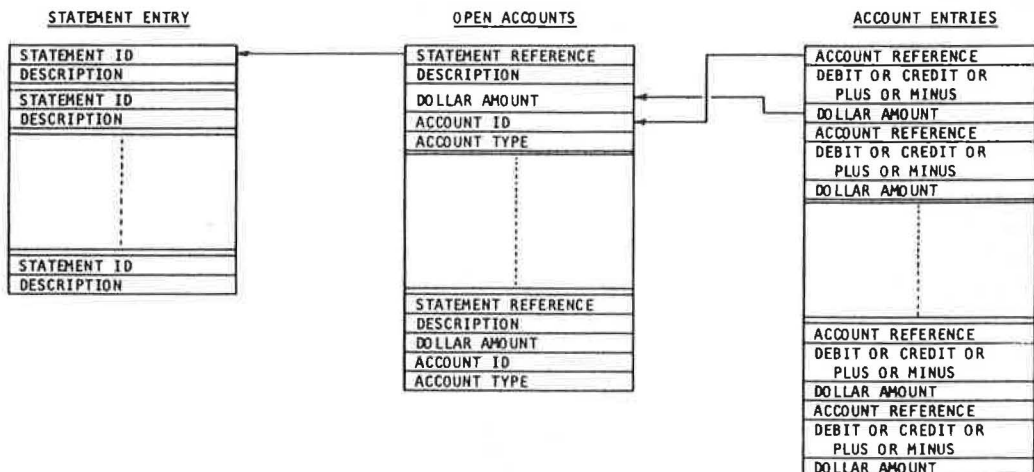 STATEMENT ENTRY
STATEMENT ID
DESCRIPTION
STATEMENT ID
DESCRIPTION
STATEMENT ID
DESCRIPTION
OPEN ACCOUNTS
STATEMENT REFERENCE
DESCRIPTION
DOLLAR AMOUNT
ACCOUNT ID
ACCOUNT TYPE
STATEMENT REFERENCE
DESCRIPTION
DOLLAR AMOUNT
ACCOUNT ID
ACCOUNT TYPE
ACCOUNT ENTRIES
ACCOUNT REFERENCE
DEBIT OR CREDIT OR
PLUS OR MINUS
DOLLAR AMOUNT
ACCOUNT REFERENCE
DEBIT OR CREDIT OR
PLUS OR MINUS
DOLLAR AMOUNT
ACCOUNT REFERENCE
DEBIT OR CREDIT OR
PLUS OR MINUS
DOLLAR AMOUNT
ACCOUNT REFERENCE
DEBIT OR CREDIT OR
PLUS OR MINUS
DOLLAR AMOUNT